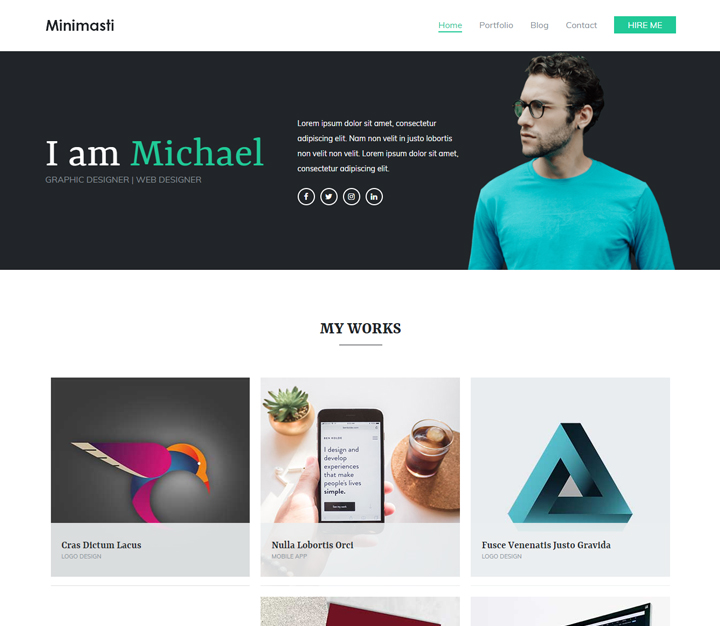 Minimasti
Home Portfolio Blog Contact HIRE ME
I am Michael
GRAPHIC DESIGNER | WEB DESIGNER
Lorem ipsum dolor sit amet, consectetur
adipiscing elit. Nam non velit in justo lobortis
non velit non velit. Lorem ipsum dolor sit amet,
consectetur adipiscing elit.
MY WORKS
I design and
develop
experiences
that make
people's lives
simple.
Cras Dictum Lacus
LOGO DESIGN
Nulla Lobortis Orci
MOBILE APP
Fusce Venenatis Justo Gravida
LOGO DESIGN